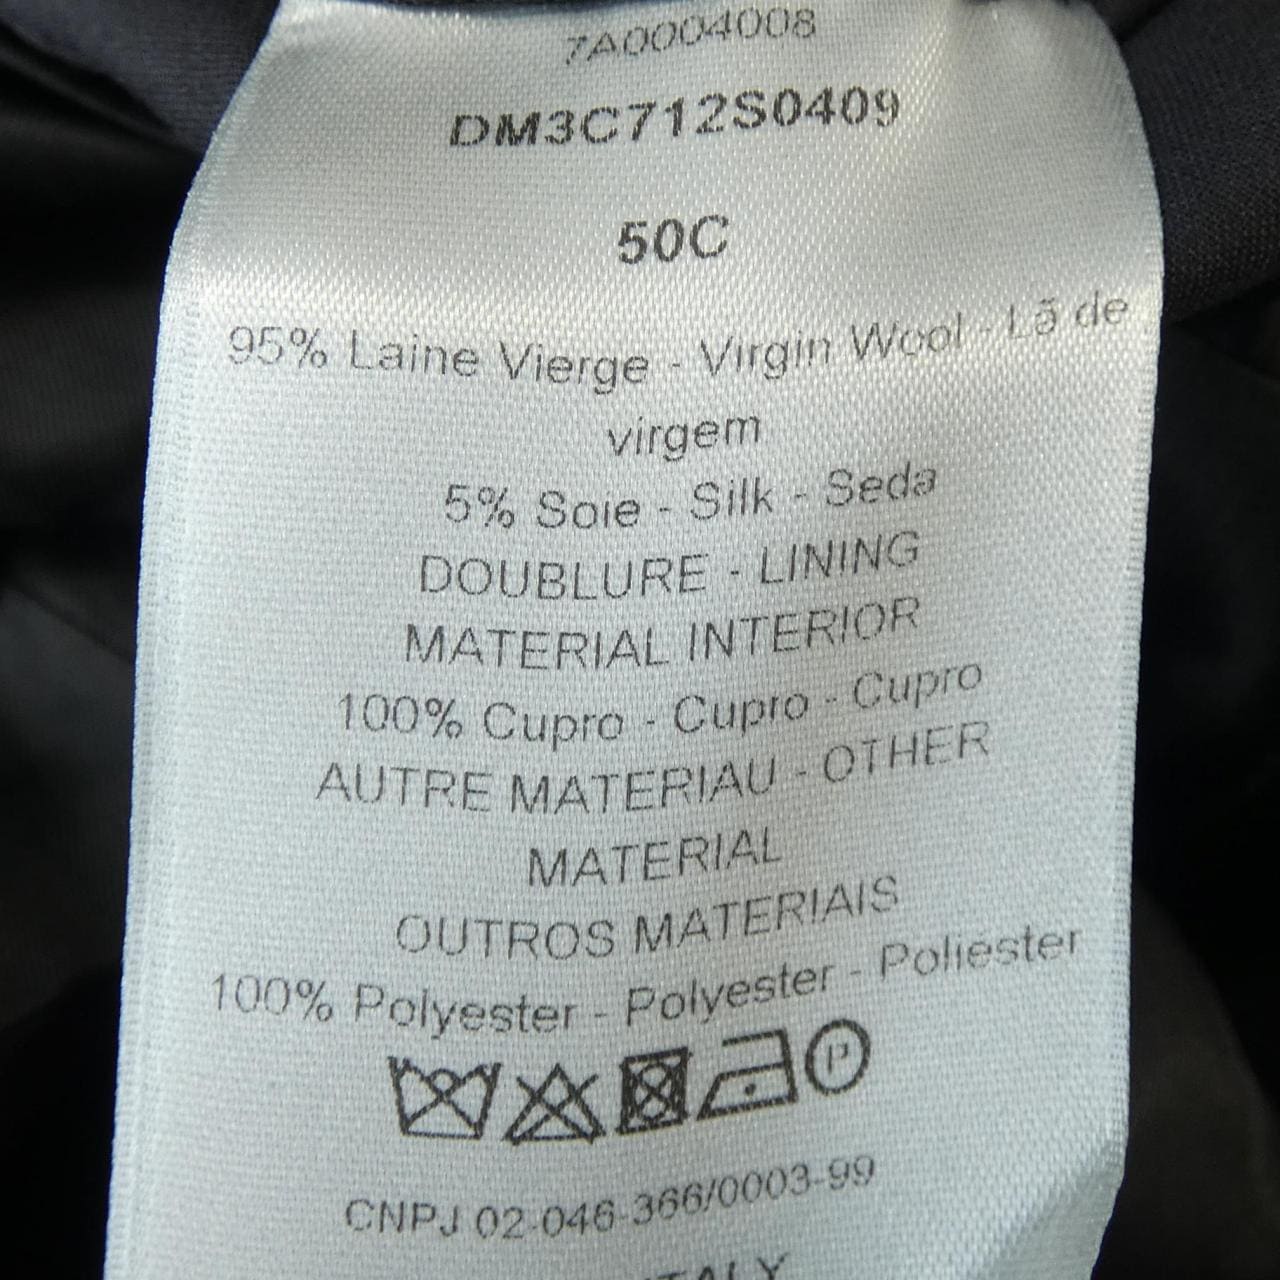 7A0004008
DM3C712S0409
50C
95% Laine Vierge - Virgin Wool - Lã de
virgem
5% Soie - Silk - Seda
DOUBLURE - LINING
MATERIAL INTERIOR
100% Cupro - Cupro - Cupro
AUTRE MATERIAU - OTHER
MATERIAL
OUTROS MATERIAIS
100% Polyester - Polyester - Poliester
P
CNPJ 02-046-366/0003-99